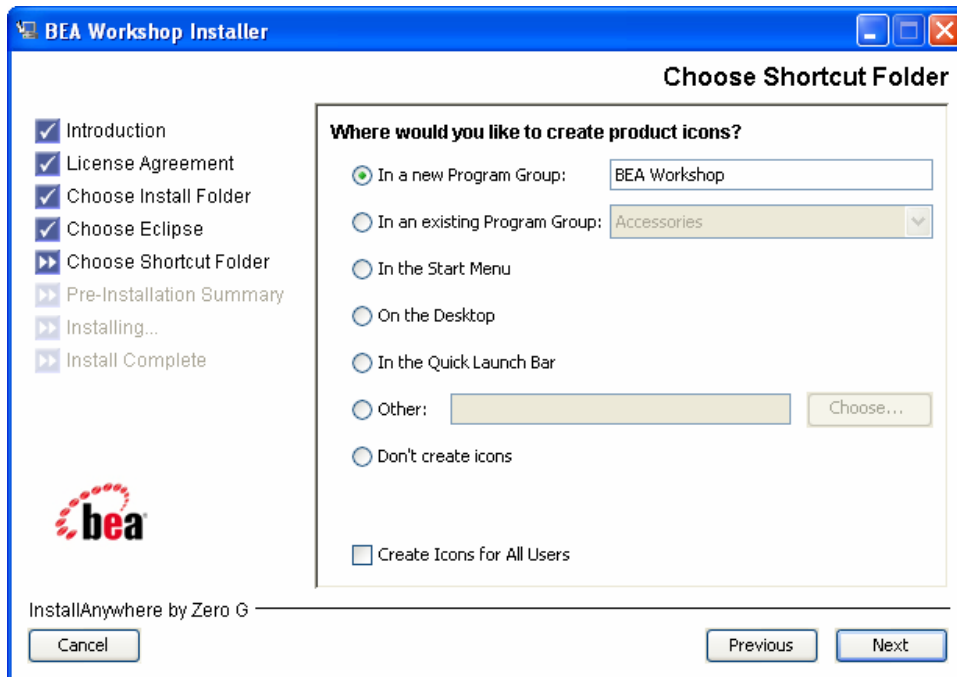 BEA Workshop Installer
Choose Shortcut Folder
Introduction
License Agreement
Choose Install Folder
Choose Eclipse
Choose Shortcut Folder
Pre-Installation Summary
Installing...
Install Complete
Where would you like to create product icons?
In a new Program Group: BEA Workshop
In an existing Program Group: Accessories
In the Start Menu
On the Desktop
In the Quick Launch Bar
Other: Choose...
Don't create icons
Create Icons for All Users
bea
InstallAnywhere by Zero G
Cancel Previous Next